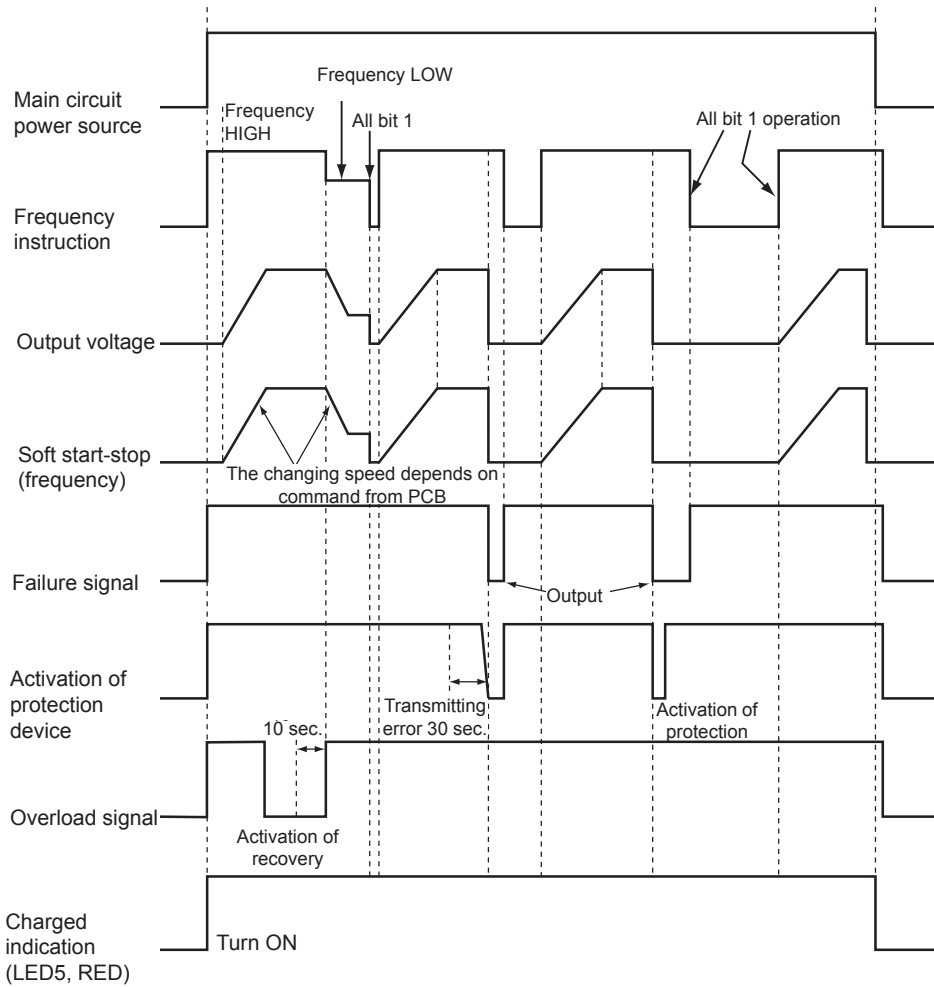 Frequency LOW
Main circuit
power source
Frequency
HIGH
All bit 1
All bit 1 operation
Frequency
instruction
Output voltage
Soft start-stop
(frequency)
The changing speed depends on
command from PCB
Failure signal
Output
Activation of
protection
device
Transmitting
error 30 sec.
Activation of
protection
10 sec.
Overload signal
Activation of
recovery
Charged
indication
(LED5, RED)
Turn ON